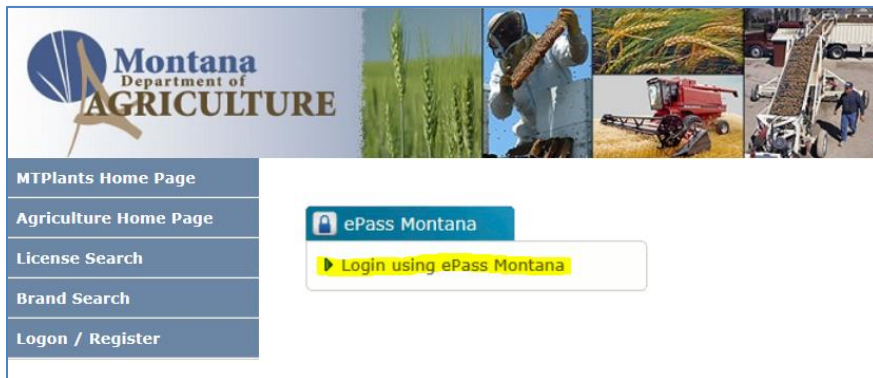 Montana
Department of
AGRICULTURE
MTPlants Home Page
Agriculture Home Page
License Search
Brand Search
Logon / Register
ePass Montana
Login using ePass Montana